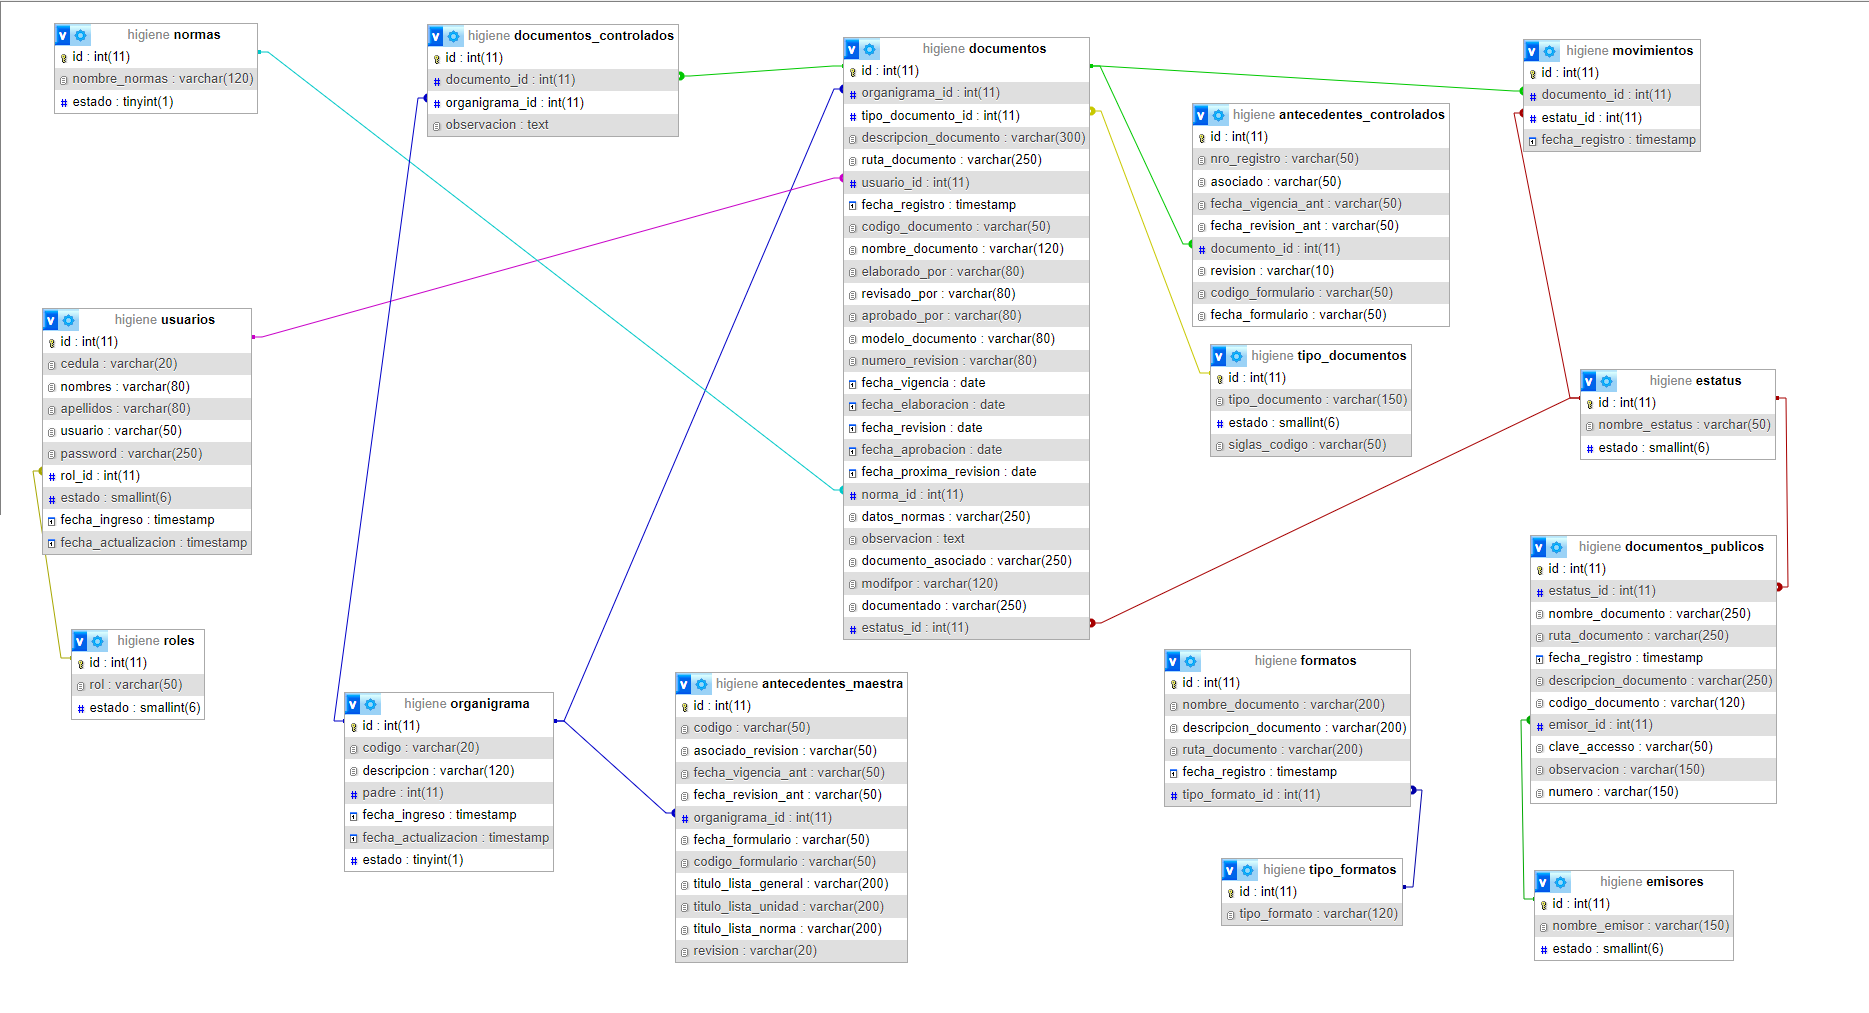 higiene normas
id : int(11)
nombre_normas : varchar(120)
estado : tinyint(1)
higiene documentos_controlados
id : int(11)
documento_id : int(11)
organigrama_id : int(11)
observacion : text
higiene documentos
id : int(11)
organigrama_id : int(11)
tipo_documento_id : int(11)
descripcion_documento : varchar(300)
ruta_documento : varchar(250)
usuario_id : int(11)
fecha_registro : timestamp
codigo_documento : varchar(50)
nombre_documento : varchar(120)
elaborado_por : varchar(80)
revisado_por : varchar(80)
aprobado_por : varchar(80)
modelo_documento : varchar(80)
numero_revision : varchar(80)
fecha_vigencia : date
fecha_elaboracion : date
fecha_revision : date
fecha_aprobacion : date
fecha_proxima_revision : date
norma_id : int(11)
datos_normas : varchar(250)
observacion : text
documento_asociado : varchar(250)
modifpor : varchar(120)
documentado : varchar(250)
estatus_id : int(11)
higiene movimientos
id : int(11)
documento_id : int(11)
estatu_id : int(11)
fecha_registro : timestamp
higiene antecedentes_controlados
id : int(11)
nro_registro : varchar(50)
asociado : varchar(50)
fecha_vigencia_ant : varchar(50)
fecha_revision_ant : varchar(50)
documento_id : int(11)
revision : varchar(10)
codigo_formulario : varchar(50)
fecha_formulario : varchar(50)
higiene usuarios
id : int(11)
cedula : varchar(20)
nombres : varchar(80)
apellidos : varchar(80)
usuario : varchar(50)
password : varchar(250)
rol_id : int(11)
estado : smallint(6)
fecha_ingreso : timestamp
fecha_actualizacion : timestamp
higiene tipo_documentos
id : int(11)
tipo_documento : varchar(150)
estado : smallint(6)
siglas_codigo : varchar(50)
higiene estatus
id : int(11)
nombre_estatus : varchar(50)
estado : smallint(6)
higiene documentos_publicos
id : int(11)
estatus_id : int(11)
nombre_documento : varchar(250)
ruta_documento : varchar(250)
fecha_registro : timestamp
descripcion_documento : varchar(250)
codigo_documento : varchar(120)
emisor_id : int(11)
clave_accesso : varchar(50)
observacion : varchar(150)
numero : varchar(150)
higiene roles
id : int(11)
rol : varchar(50)
estado : smallint(6)
higiene organigrama
id : int(11)
codigo : varchar(20)
descripcion : varchar(120)
padre : int(11)
fecha_ingreso : timestamp
fecha_actualizacion : timestamp
estado : tinyint(1)
higiene antecedentes_maestra
id : int(11)
codigo : varchar(50)
asociado_revision : varchar(50)
fecha_vigencia_ant : varchar(50)
fecha_revision_ant : varchar(50)
organigrama_id : int(11)
fecha_formulario : varchar(50)
codigo_formulario : varchar(50)
titulo_lista_general : varchar(200)
titulo_lista_unidad : varchar(200)
titulo_lista_norma : varchar(200)
revision : varchar(20)
higiene formatos
id : int(11)
nombre_documento : varchar(200)
descripcion_documento : varchar(200)
ruta_documento : varchar(200)
fecha_registro : timestamp
tipo_formato_id : int(11)
higiene tipo_formatos
id : int(11)
tipo_formato : varchar(120)
higiene emisores
id : int(11)
nombre_emisor : varchar(150)
estado : smallint(6)